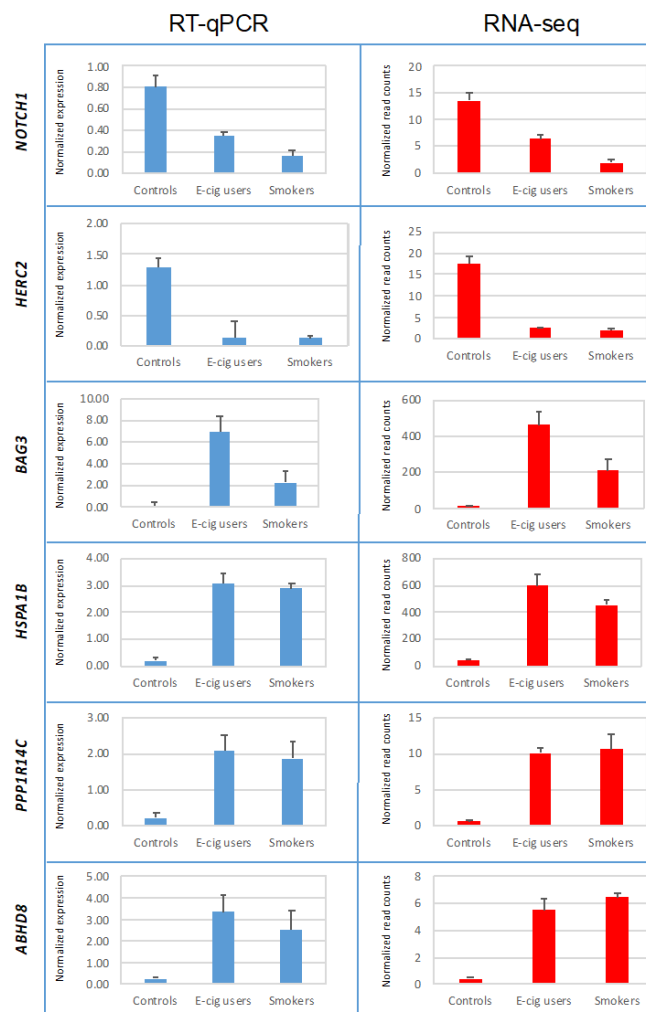 RT-qPCR RNA-seq
NOTCH1
Normalized expression
1.00
0.80
0.60
0.40
0.20
0.00
Controls E-cig users Smokers
Normalized read counts
20
15
10
5
0
Controls E-cig users Smokers
HERC2
Normalized expression
2.00
1.50
1.00
0.50
0.00
Controls E-cig users Smokers
Normalized read counts
25
20
15
10
5
0
Controls E-cig users Smokers
BAG3
Normalized expression
10.00
8.00
6.00
4.00
2.00
0.00
Controls E-cig users Smokers
Normalized read counts
600
400
200
0
Controls E-cig users Smokers
HSPA1B
Normalized expression
4.00
3.00
2.00
1.00
0.00
Controls E-cig users Smokers
Normalized read counts
800
600
400
200
0
Controls E-cig users Smokers
PPP1R14C
Normalized expression
3.00
2.00
1.00
0.00
Controls E-cig users Smokers
Normalized read counts
15
10
5
0
Controls E-cig users Smokers
ABHD8
Normalized expression
5.00
4.00
3.00
2.00
1.00
0.00
Controls E-cig users Smokers
Normalized read counts
8
6
4
2
0
Controls E-cig users Smokers